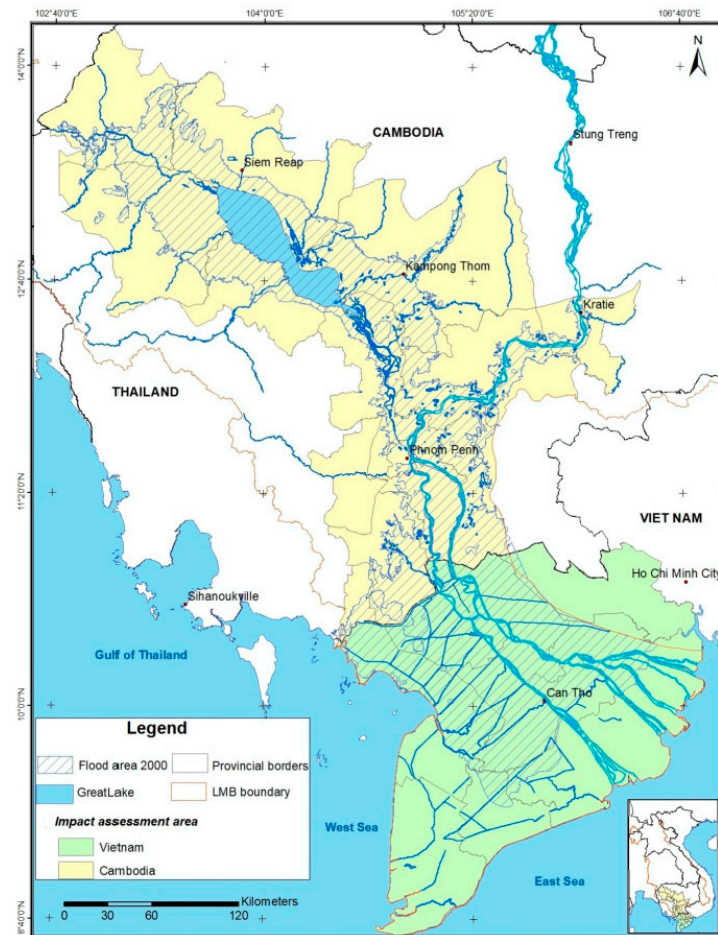 102°40'0"E
104°0'0"E
105°20'0"E
106°40'0"E
14°0'0"N
12°40'0"N
11°20'0"N
10°0'0"N
8°40'0"N
N
CAMBODIA
Stung Treng
Siem Reap
Kampong Thom
Kratie
THAILAND
Phnom Penh
VIET NAM
Ho Chi Minh City
Sihanoukville
Gulf of Thailand
Can Tho
West Sea
East Sea
Legend
Flood area 2000
Provincial borders
GreatLake
LMB boundary
Impact assessment area
Vietnam
Cambodia
Kilometers
0 30 60 120